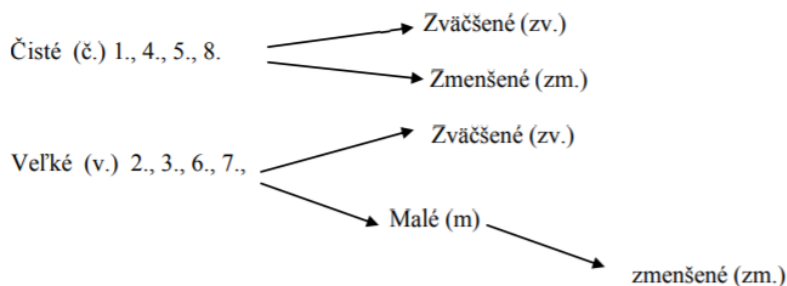 Zväčšené (zv.)
Čisté (č.) 1., 4., 5., 8.
Zmenšené (zm.)
Zväčšené (zv.)
Veľké (v.) 2., 3., 6., 7.,
Malé (m)
zmenšené (zm.)